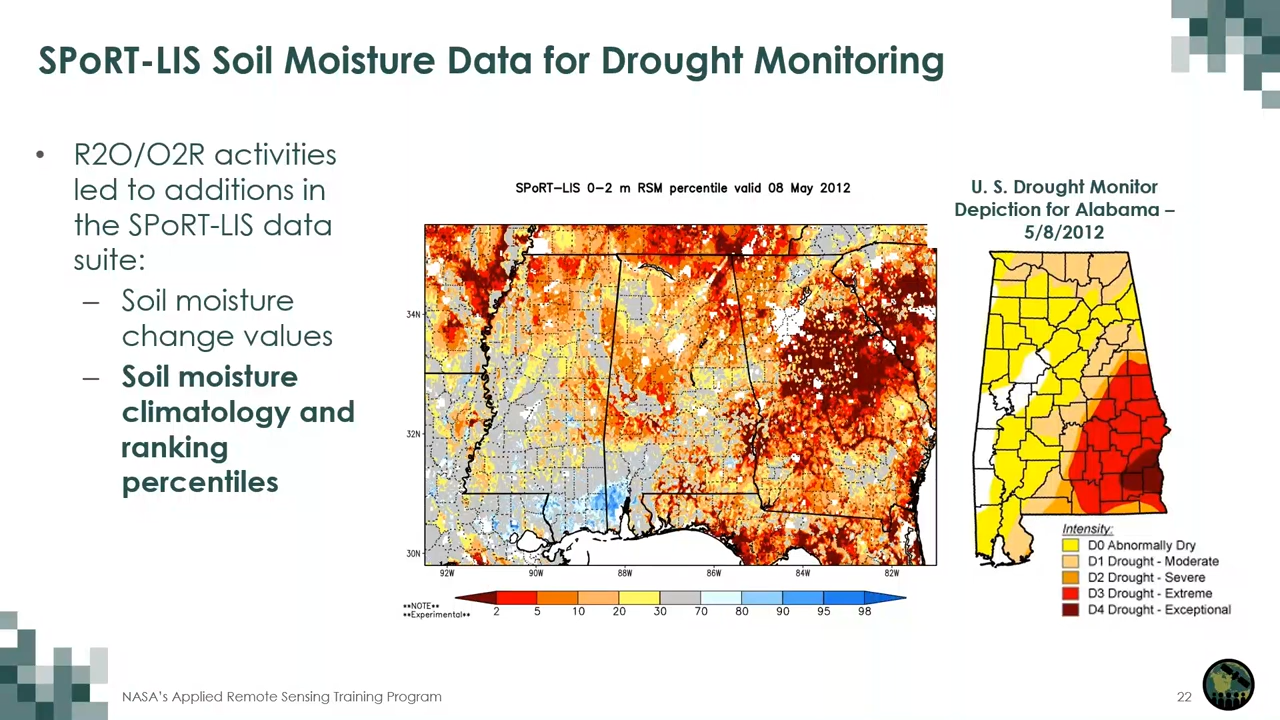 SPoRT-LIS Soil Moisture Data for Drought Monitoring
• R2O/O2R activities
led to additions in
the SPoRT-LIS data
suite:
– Soil moisture
change values
– Soil moisture
climatology and
ranking
percentiles
SPoRT-LIS 0-2 m RSM percentile valid 08 May 2012
34N
32N
30N
92W 90W 88W 86W 84W 82W
**NOTE**
**Experimental**
2 5 10 20 30 70 80 90 95 98
U. S. Drought Monitor
Depiction for Alabama –
5/8/2012
Intensity:
D0 Abnormally Dry
D1 Drought - Moderate
D2 Drought - Severe
D3 Drought - Extreme
D4 Drought - Exceptional
NASA's Applied Remote Sensing Training Program
22